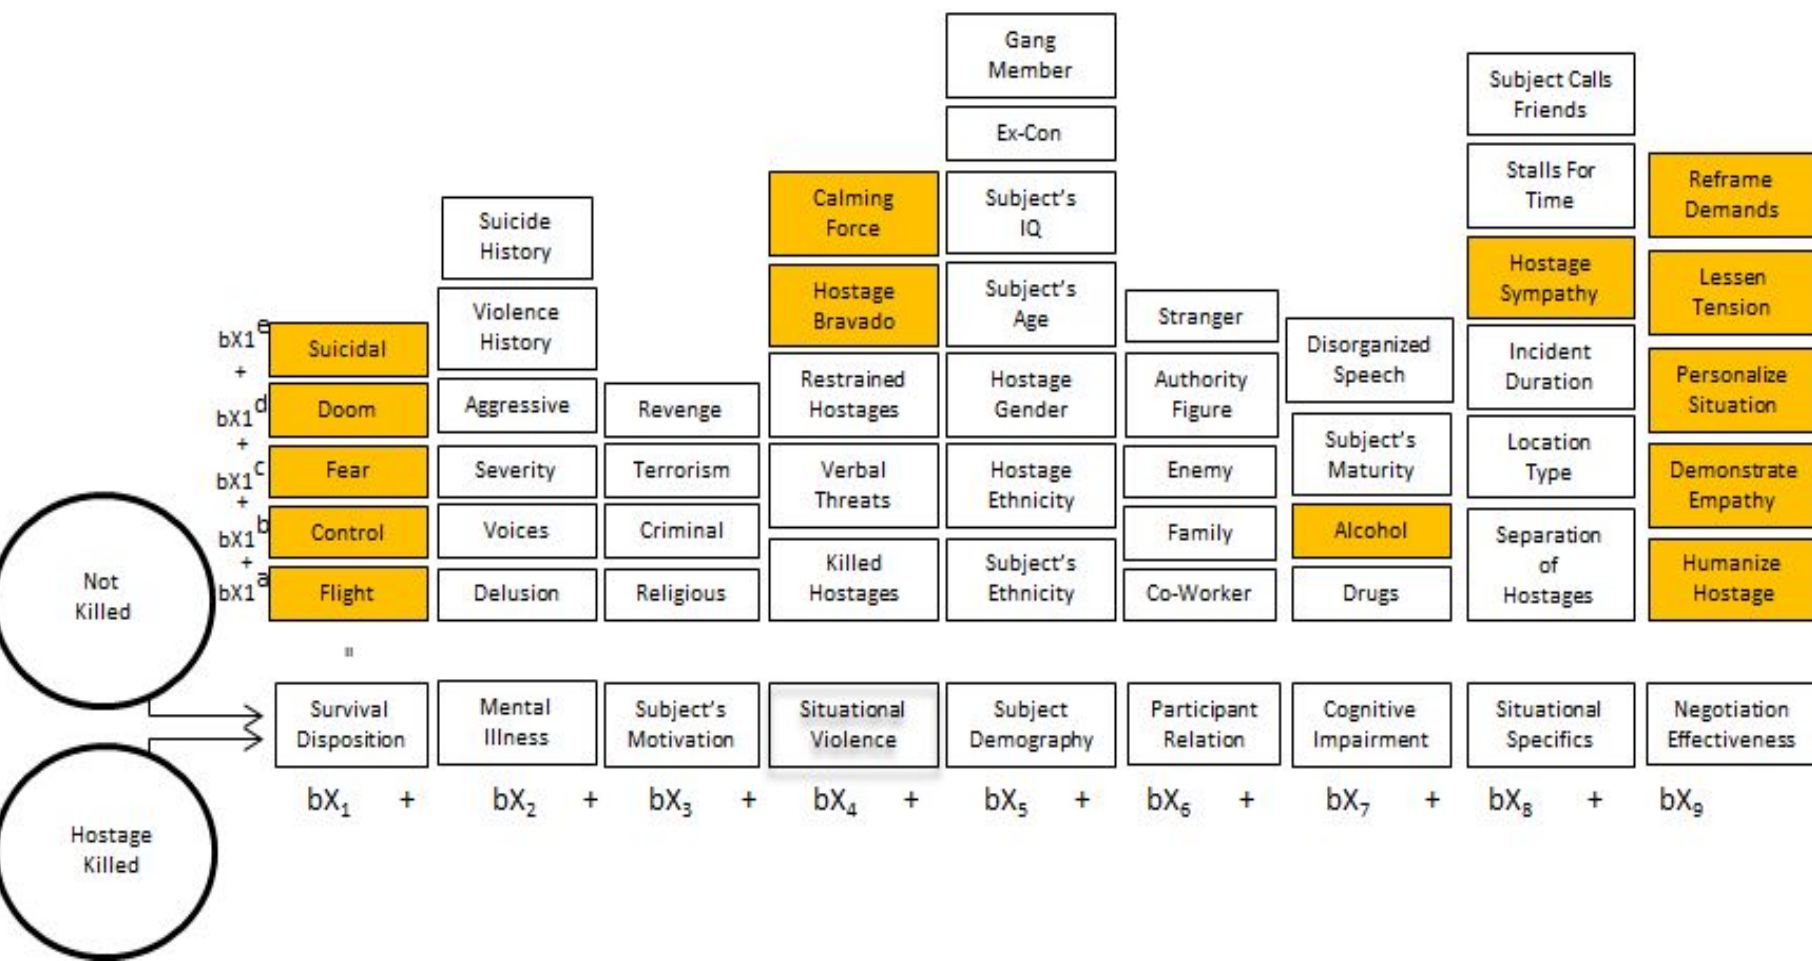 Gang
Member
Subject Calls
Friends
Ex-Con
Stalls For
Time
Reframe
Demands
Calming
Force
Subject's
IQ
Suicide
History
Hostage
Sympathy
Lessen
Tension
Hostage
Bravado
Subject's
Age
Violence
History
Stranger
bX1e
+
Suicidal
Disorganized
Speech
Incident
Duration
Personalize
Situation
Restrained
Hostages
Hostage
Gender
Authority
Figure
bX1d
+
Doom
Aggressive
Revenge
Subject's
Maturity
Location
Type
bX1c
+
Fear
Severity
Terrorism
Verbal
Threats
Hostage
Ethnicity
Enemy
Demonstrate
Empathy
bX1b
+
Control
Voices
Criminal
Family
Alcohol
Separation
of
Hostages
Killed
Hostages
Subject's
Ethnicity
Humanize
Hostage
bX1a
Flight
Delusion
Religious
Co-Worker
Drugs
Not
Killed
=
Survival
Disposition
Mental
Illness
Subject's
Motivation
Situational
Violence
Subject
Demography
Participant
Relation
Cognitive
Impairment
Situational
Specifics
Negotiation
Effectiveness
bX₁ + bX₂ + bX₃ + bX₄ + bX₅ + bX₆ + bX₇ + bX₈ + bX₉
Hostage
Killed